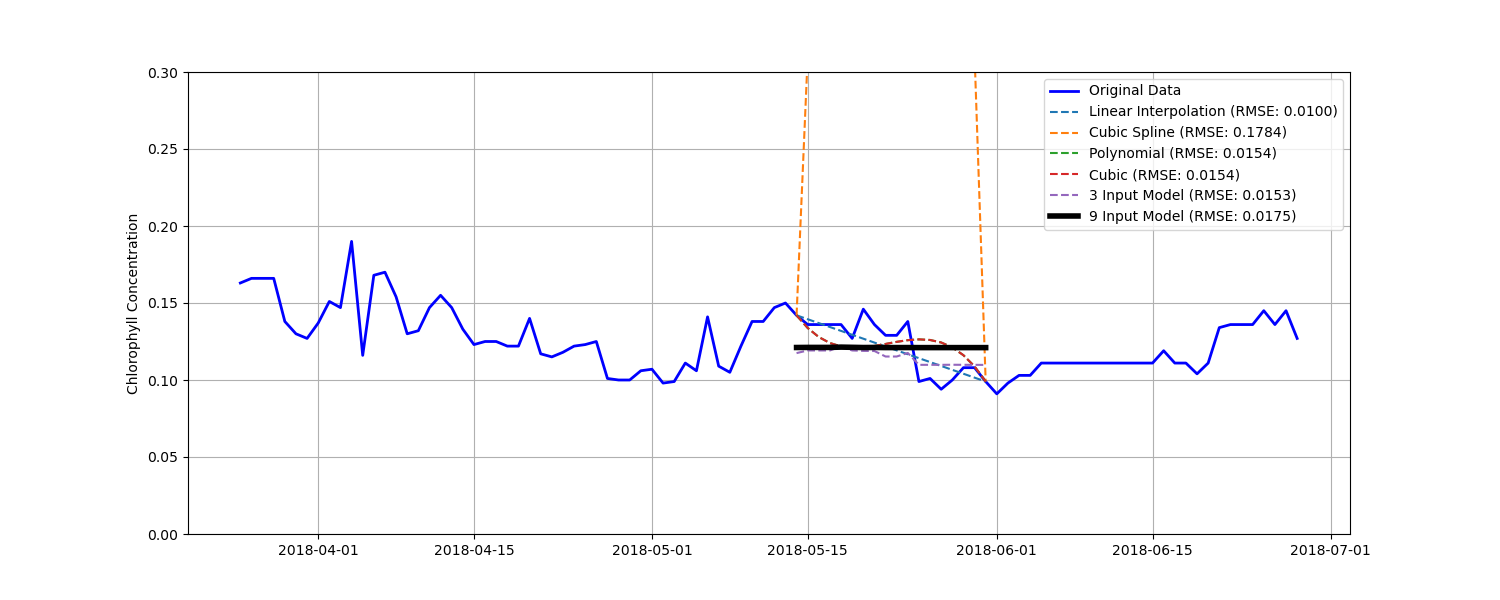 0.30
0.25
0.20
0.15
0.10
0.05
0.00
Chlorophyll Concentration
Original Data
Linear Interpolation (RMSE: 0.0100)
Cubic Spline (RMSE: 0.1784)
Polynomial (RMSE: 0.0154)
Cubic (RMSE: 0.0154)
3 Input Model (RMSE: 0.0153)
9 Input Model (RMSE: 0.0175)
2018-04-01 2018-04-15 2018-05-01 2018-05-15 2018-06-01 2018-06-15 2018-07-01